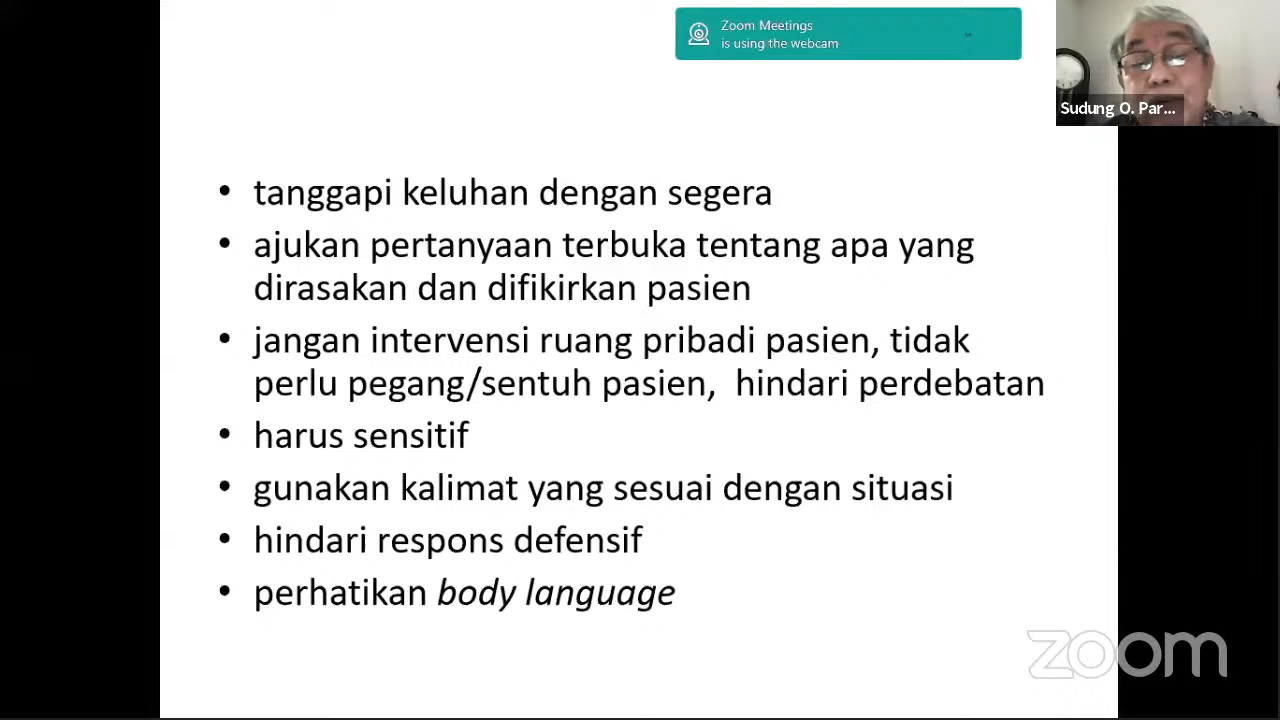 Zoom Meetings
is using the webcam
Sudung O. Par...
• tanggapi keluhan dengan segera
• ajukan pertanyaan terbuka tentang apa yang
dirasakan dan difikirkan pasien
• jangan intervensi ruang pribadi pasien, tidak
perlu pegang/sentuh pasien,  hindari perdebatan
• harus sensitif
• gunakan kalimat yang sesuai dengan situasi
• hindari respons defensif
• perhatikan body language
zoom